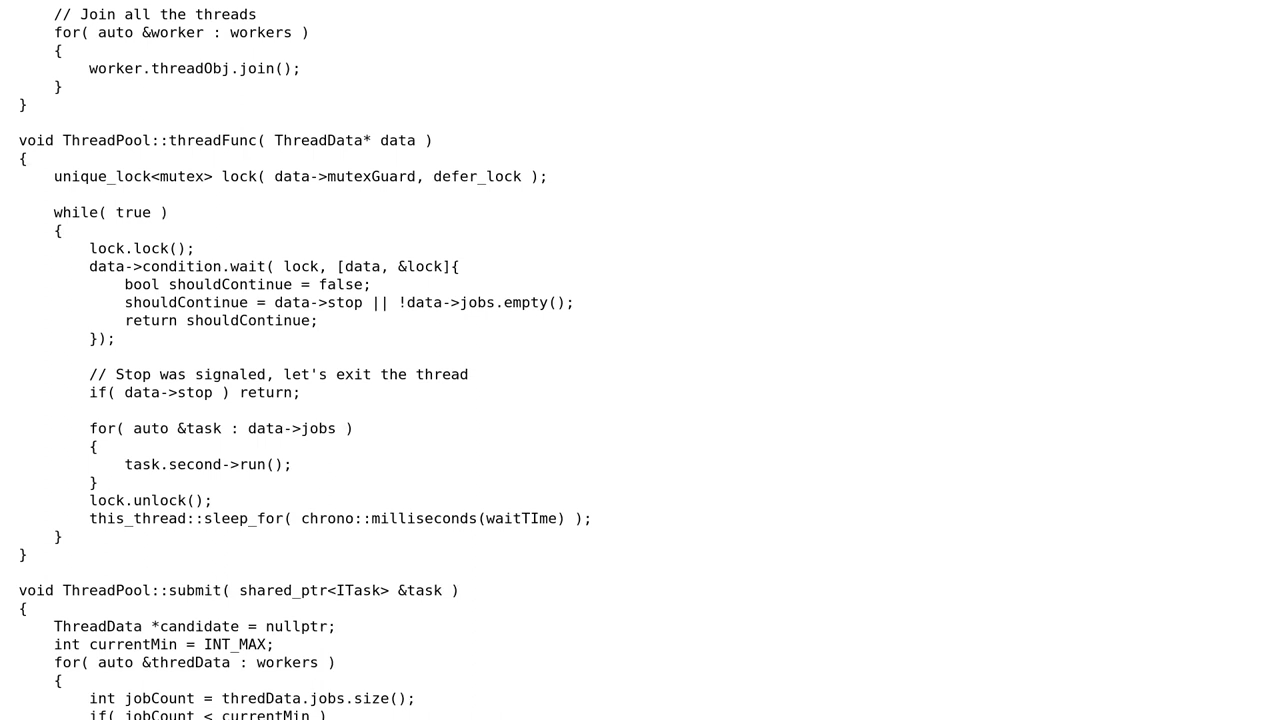 // Join all the threads
for( auto &worker : workers )
{
worker.threadObj.join();
}
}
void ThreadPool::threadFunc( ThreadData* data )
{
unique_lock<mutex> lock( data->mutexGuard, defer_lock );
while( true )
{
lock.lock();
data->condition.wait( lock, [data, &lock]{
bool shouldContinue = false;
shouldContinue = data->stop || !data->jobs.empty();
return shouldContinue;
});
// Stop was signaled, let's exit the thread
if( data->stop ) return;
for( auto &task : data->jobs )
{
task.second->run();
}
lock.unlock();
this_thread::sleep_for( chrono::milliseconds(waitTIme) );
}
}
void ThreadPool::submit( shared_ptr<ITask> &task )
{
ThreadData *candidate = nullptr;
int currentMin = INT_MAX;
for( auto &thredData : workers )
{
int jobCount = thredData.jobs.size();
if( jobCount < currentMin )